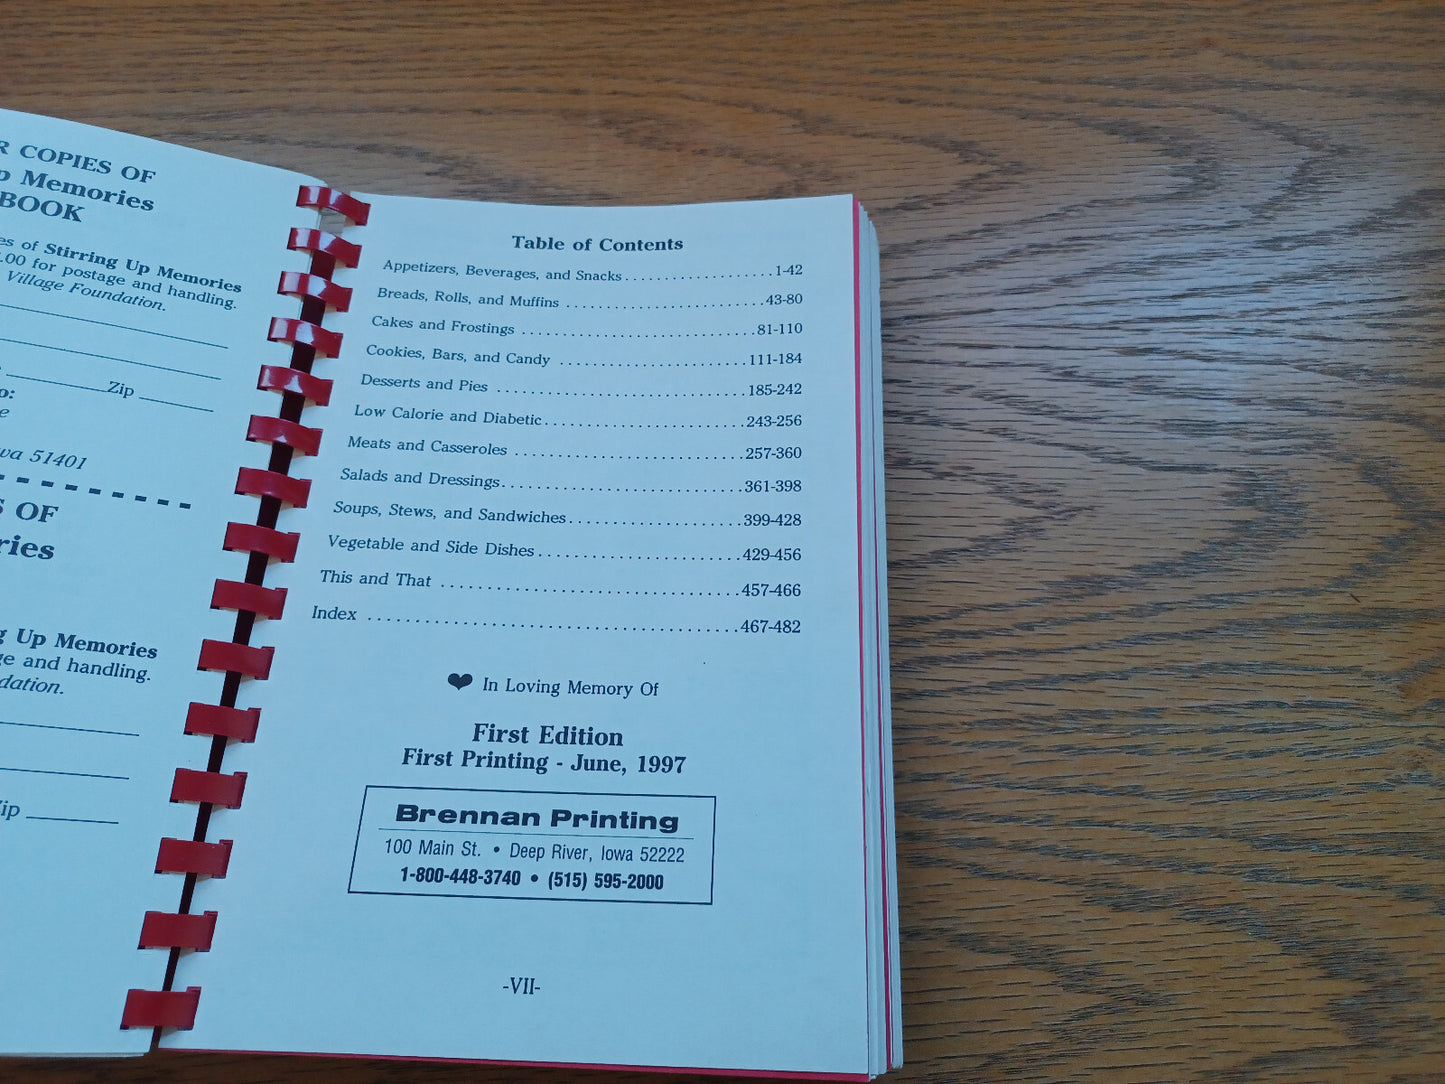 R COPIES OF
p Memories
BOOK
es of Stirring Up Memories
.00 for postage and handling.
Village Foundation.
Zip
o:
e
wa 51401
S OF
ries
g Up Memories
ge and handling.
dation.
Zip
Table of Contents
Appetizers, Beverages, and Snacks . . . . . . . . . . . . . . . . . . . 1-42
Breads, Rolls, and Muffins . . . . . . . . . . . . . . . . . . . . . . . . . 43-80
Cakes and Frostings . . . . . . . . . . . . . . . . . . . . . . . . . . . . . 81-110
Cookies, Bars, and Candy . . . . . . . . . . . . . . . . . . . . . . . . 111-184
Desserts and Pies . . . . . . . . . . . . . . . . . . . . . . . . . . . . . . . 185-242
Low Calorie and Diabetic . . . . . . . . . . . . . . . . . . . . . . . . . 243-256
Meats and Casseroles . . . . . . . . . . . . . . . . . . . . . . . . . . . . 257-360
Salads and Dressings . . . . . . . . . . . . . . . . . . . . . . . . . . . . . 361-398
Soups, Stews, and Sandwiches . . . . . . . . . . . . . . . . . . . . . 399-428
Vegetable and Side Dishes . . . . . . . . . . . . . . . . . . . . . . . . 429-456
This and That . . . . . . . . . . . . . . . . . . . . . . . . . . . . . . . . . . 457-466
Index . . . . . . . . . . . . . . . . . . . . . . . . . . . . . . . . . . . . . . . . 467-482
❤ In Loving Memory Of
First Edition
First Printing - June, 1997
Brennan Printing
100 Main St. • Deep River, Iowa 52222
1-800-448-3740 • (515) 595-2000
-VII-